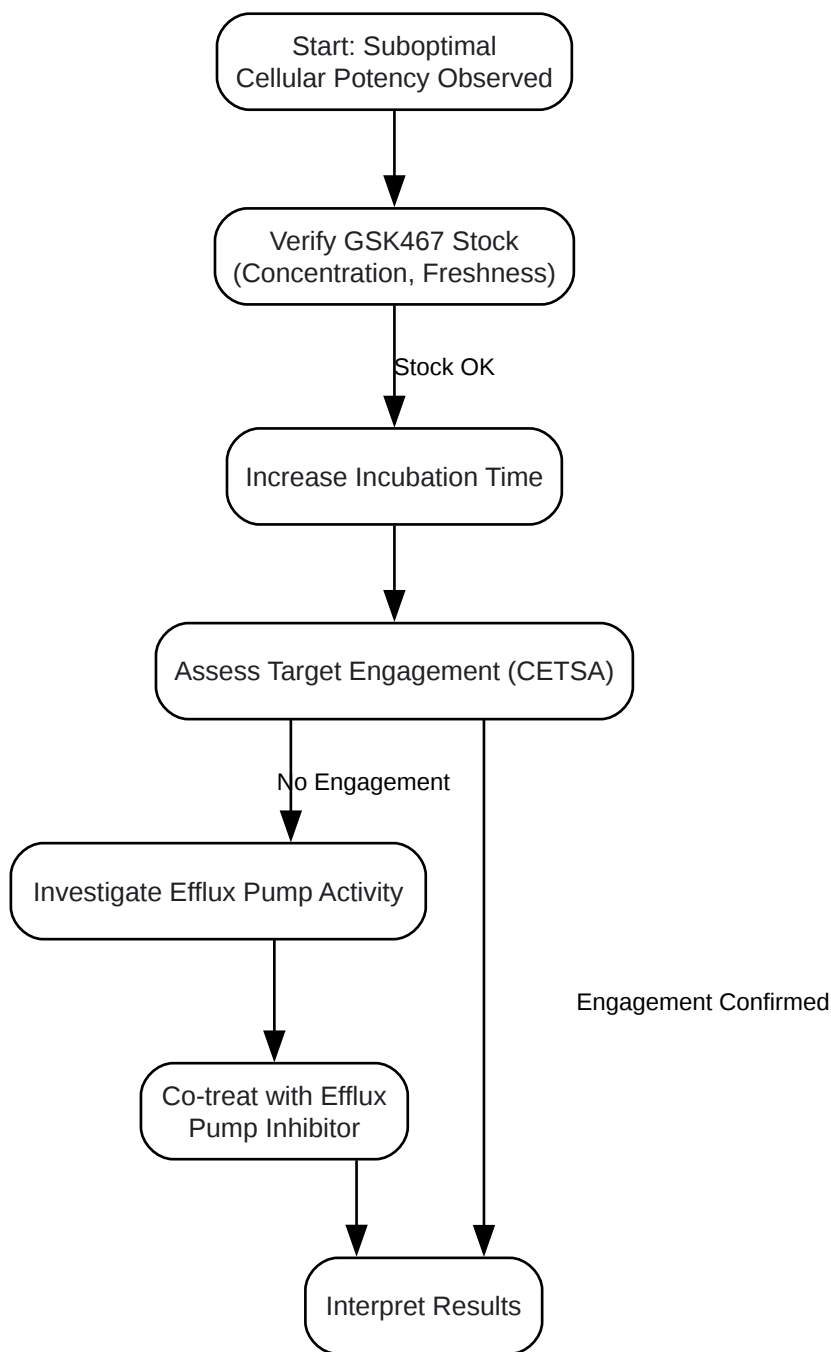 Start: Suboptimal
Cellular Potency Observed
Verify GSK467 Stock
(Concentration, Freshness)
Stock OK
Increase Incubation Time
Assess Target Engagement (CETSA)
No Engagement
Investigate Efflux Pump Activity
Engagement Confirmed
Co-treat with Efflux
Pump Inhibitor
Interpret Results